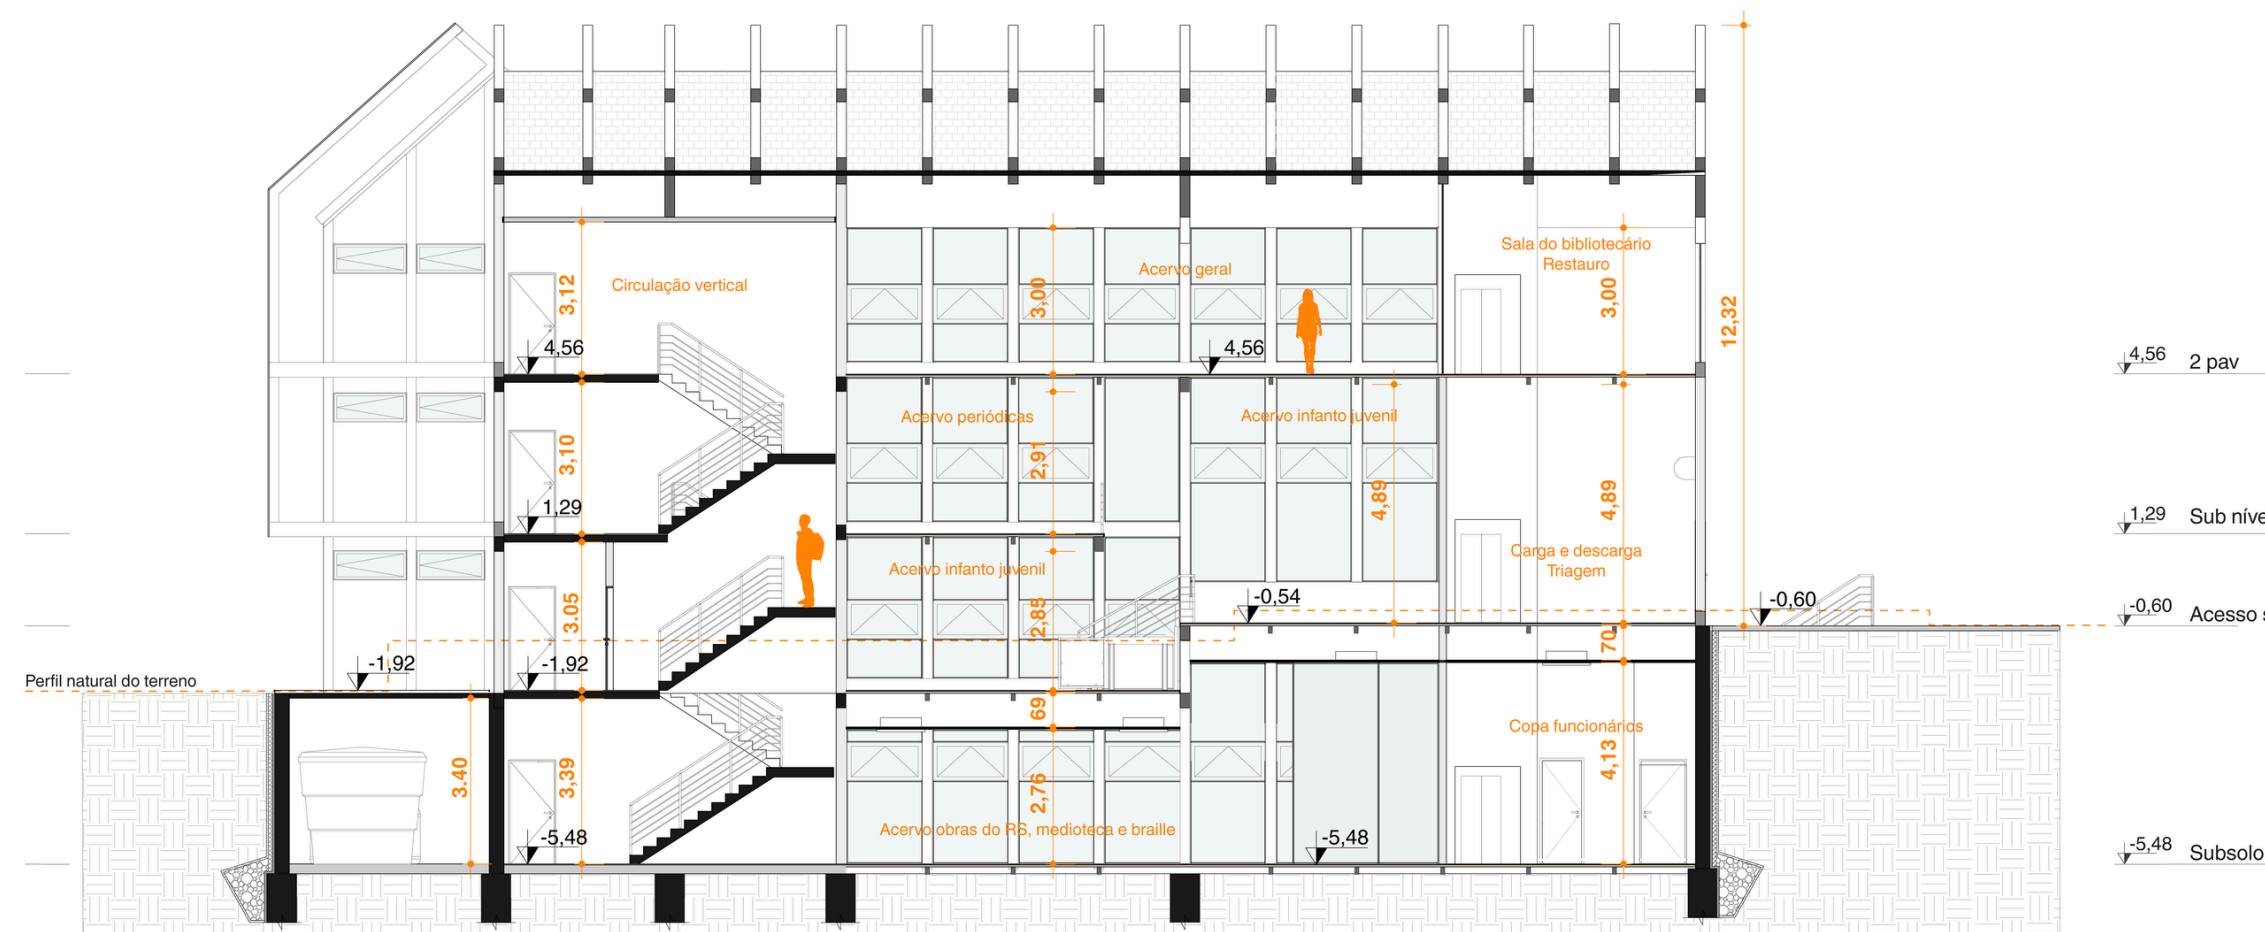 12,32
Sala do bibliotecário
Restauro
Acervo geral
Circulação vertical
3,12
3,00
3,00
4,56
4,56
4,56
2 pav
Acervo periódicas
Acervo infanto juvenil
3,10
2,91
4,89
4,89
1,29
1,29
Sub níve
Carga e descarga
Triagem
Acervo infanto juvenil
3.05
2,85
-0,54
-0,60
-0,60
Acesso s
70
-1,92
-1,92
Perfil natural do terreno
69
Copa funcionários
3.40
3,39
2,76
4,13
Acervo obras do RS, medioteca e braille
-5,48
-5,48
-5,48
Subsolo